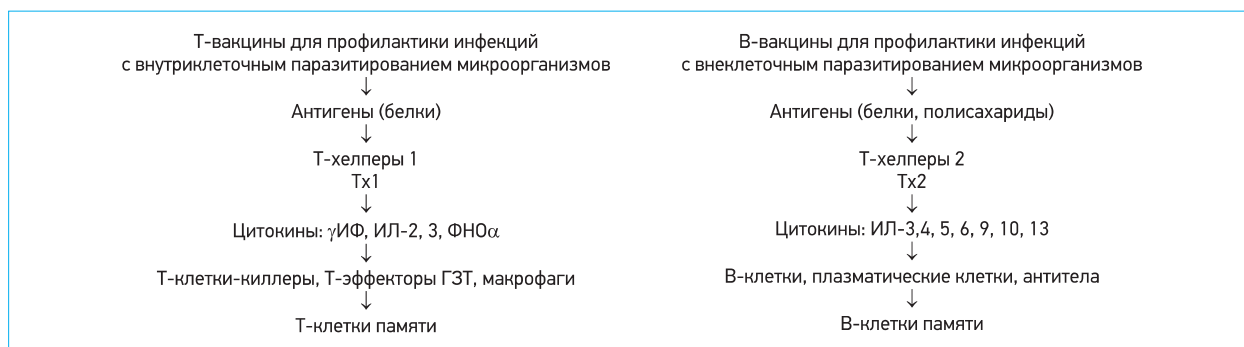 Т-вакцины для профилактики инфекций
с внутриклеточным паразитированием микроорганизмов
↓
Антигены (белки)
↓
Т-хелперы 1
Тх1
↓
Цитокины: γИФ, ИЛ-2, 3, ФНОα
↓
Т-клетки-киллеры, Т-эффекторы ГЗТ, макрофаги
↓
Т-клетки памяти
В-вакцины для профилактики инфекций
с внеклеточным паразитированием микроорганизмов
↓
Антигены (белки, полисахариды)
↓
Т-хелперы 2
Тх2
↓
Цитокины: ИЛ-3,4, 5, 6, 9, 10, 13
↓
В-клетки, плазматические клетки, антитела
↓
В-клетки памяти